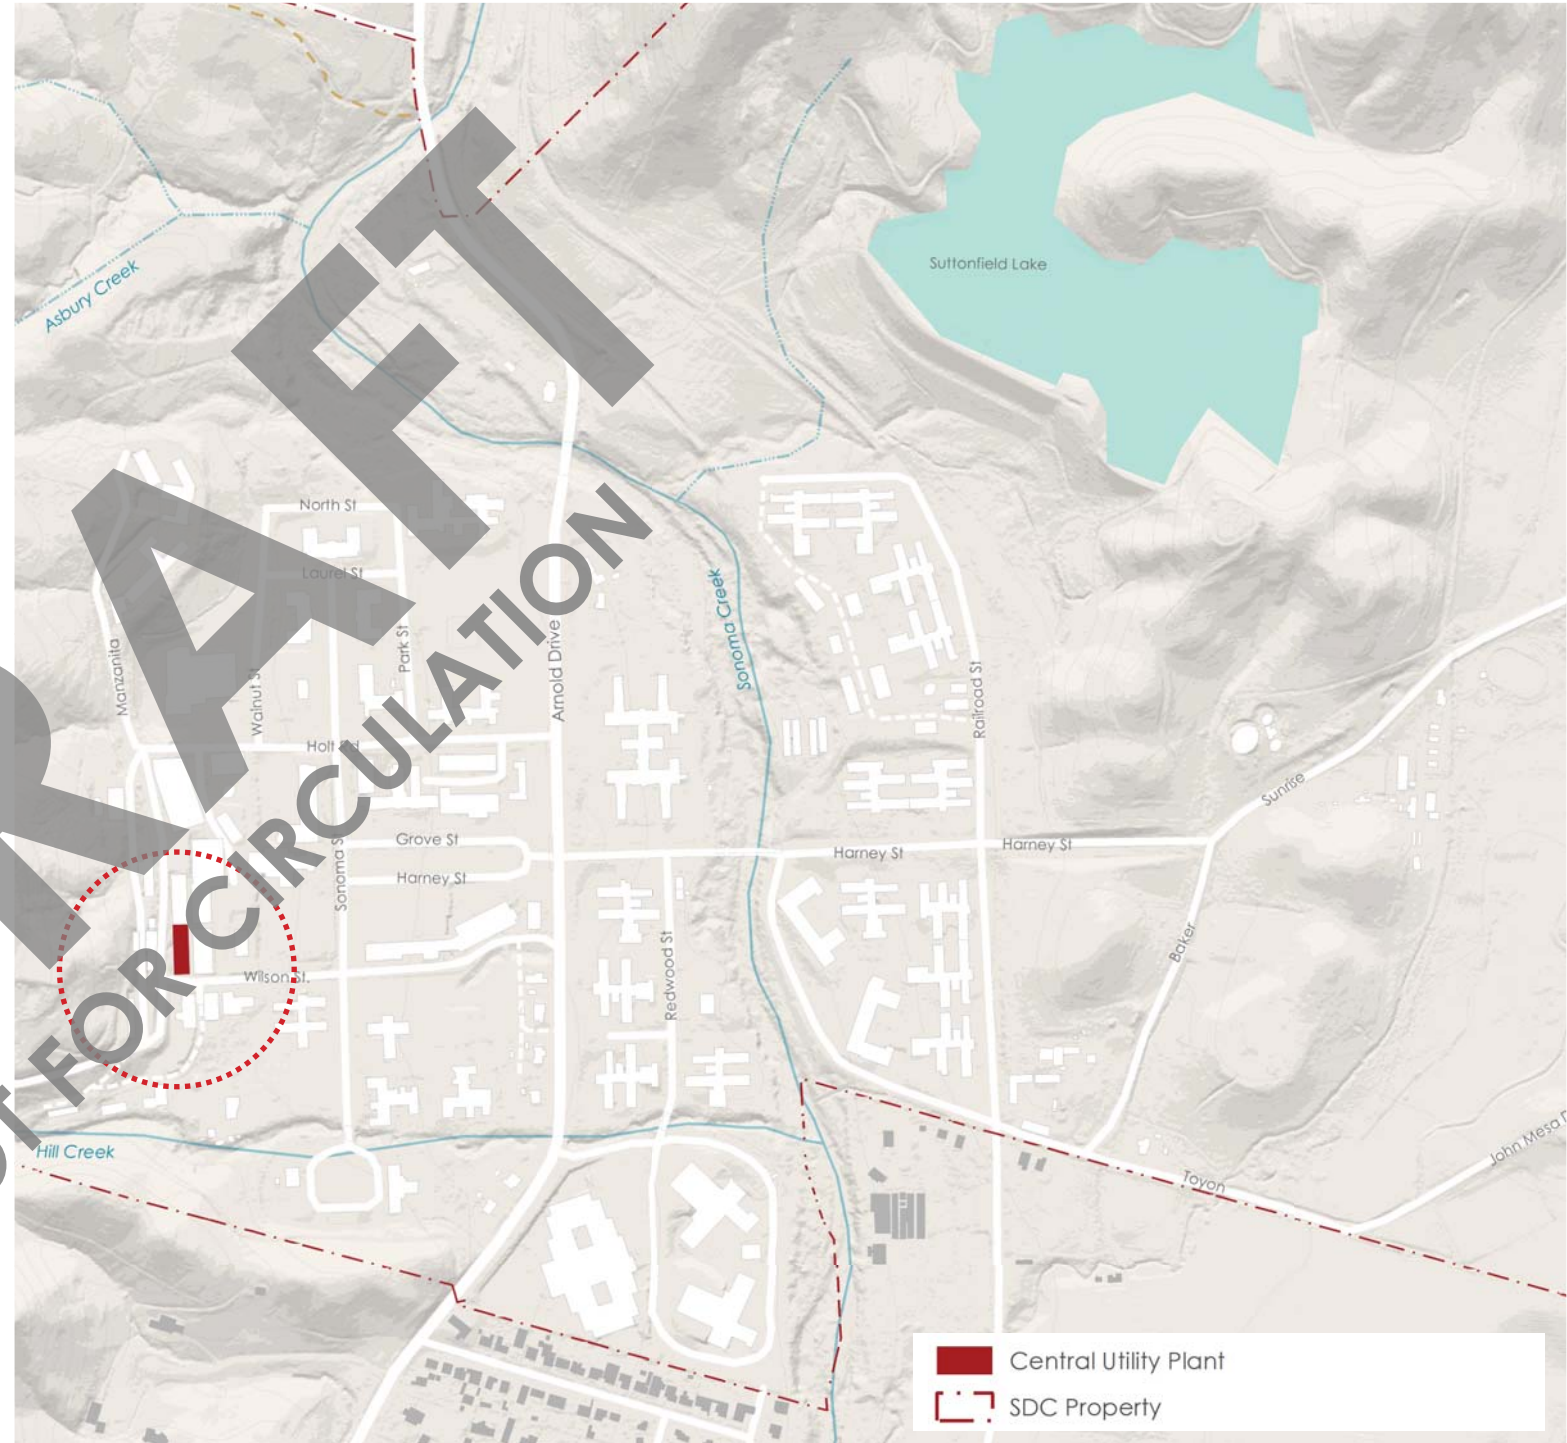 Suttonfield Lake
Asbury Creek
North St
Laurel St
Sonoma Creek
Manzanita
Walnut St
Park St
Arnold Drive
Railroad St
Holt Rd
Sunrise
Grove St
Harney St
Harney St
Harney St
Sonoma St
Baker
Redwood St
Wilson St.
Hill Creek
Toyon
John Mesa
Central Utility Plant
SDC Property
RAFT
OT FOR CIRCULATION